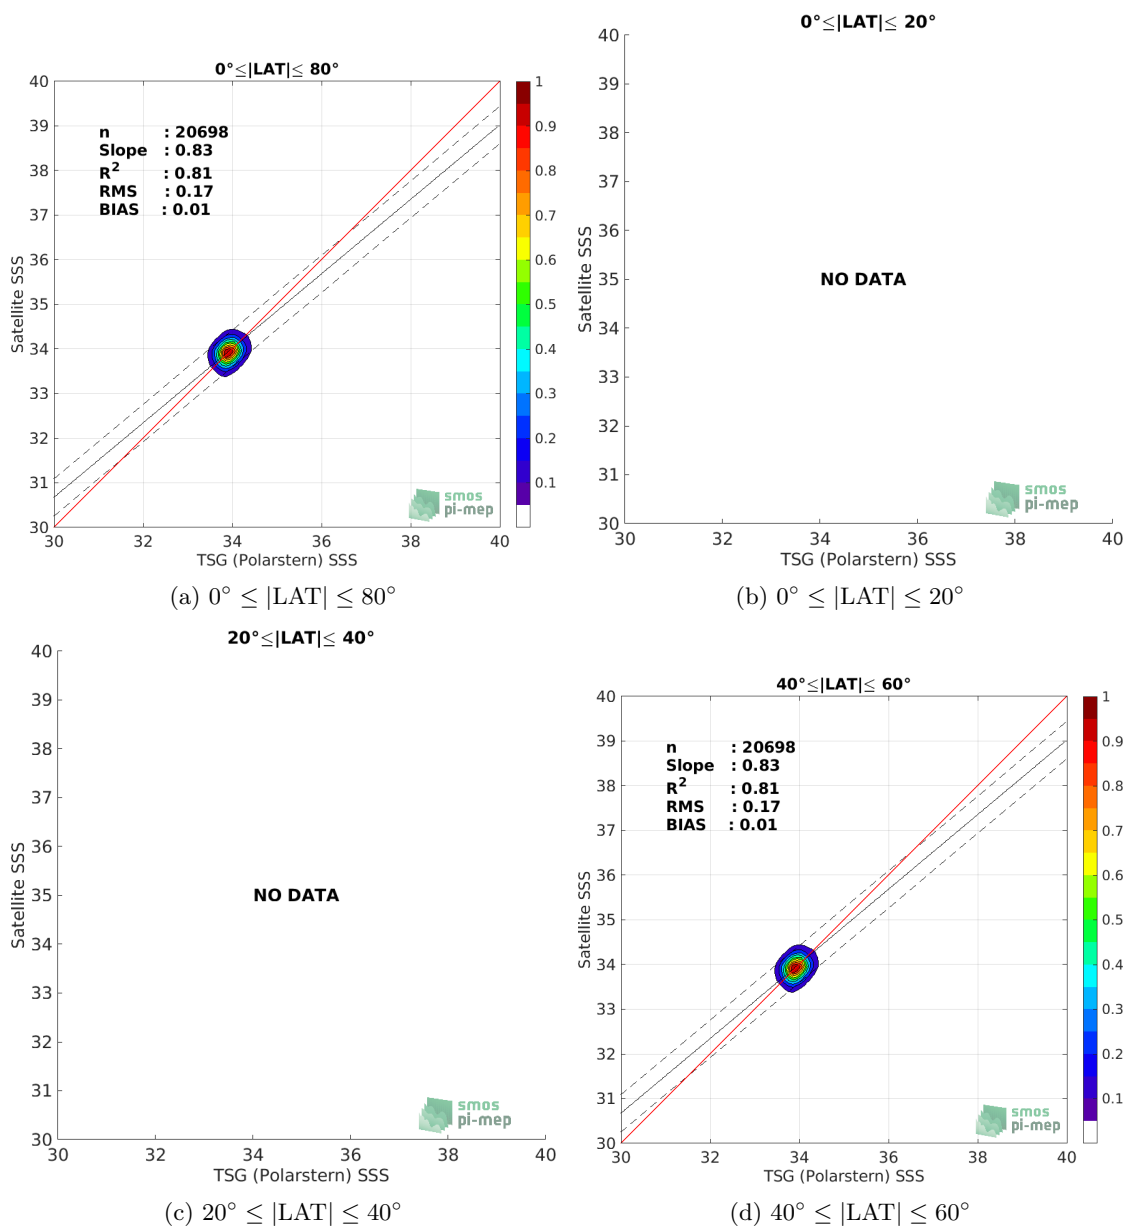 0°≤|LAT|≤ 80°
40
39
38
37
36
35
34
33
32
31
30
Satellite SSS
n : 20698
Slope : 0.83
R² : 0.81
RMS : 0.17
BIAS : 0.01
smos
pi-mep
30 32 34 36 38 40
TSG (Polarstern) SSS
1
0.9
0.8
0.7
0.6
0.5
0.4
0.3
0.2
0.1
(a) 0° ≤ |LAT| ≤ 80°
0°≤|LAT|≤ 20°
40
39
38
37
36
35
34
33
32
31
30
Satellite SSS
NO DATA
smos
pi-mep
30 32 34 36 38 40
TSG (Polarstern) SSS
(b) 0° ≤ |LAT| ≤ 20°
20°≤|LAT|≤ 40°
40
39
38
37
36
35
34
33
32
31
30
Satellite SSS
NO DATA
smos
pi-mep
30 32 34 36 38 40
TSG (Polarstern) SSS
(c) 20° ≤ |LAT| ≤ 40°
40°≤|LAT|≤ 60°
40
39
38
37
36
35
34
33
32
31
30
Satellite SSS
n : 20698
Slope : 0.83
R² : 0.81
RMS : 0.17
BIAS : 0.01
smos
pi-mep
30 32 34 36 38 40
TSG (Polarstern) SSS
1
0.9
0.8
0.7
0.6
0.5
0.4
0.3
0.2
0.1
(d) 40° ≤ |LAT| ≤ 60°